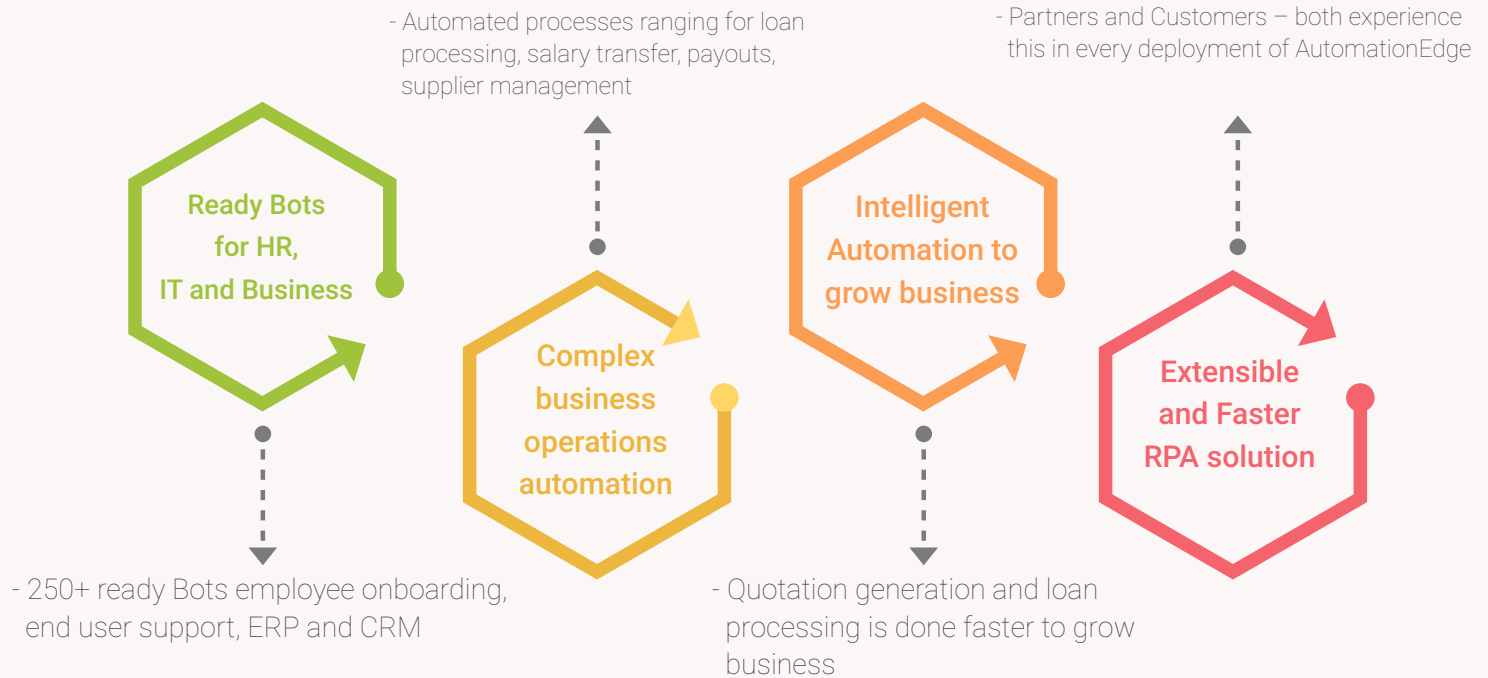 - Automated processes ranging for loan
processing, salary transfer, payouts,
supplier management
- Partners and Customers – both experience
this in every deployment of AutomationEdge
Ready Bots
for HR,
IT and Business
Complex
business
operations
automation
Intelligent
Automation to
grow business
Extensible
and Faster
RPA solution
- 250+ ready Bots employee onboarding,
end user support, ERP and CRM
- Quotation generation and loan
processing is done faster to grow
business